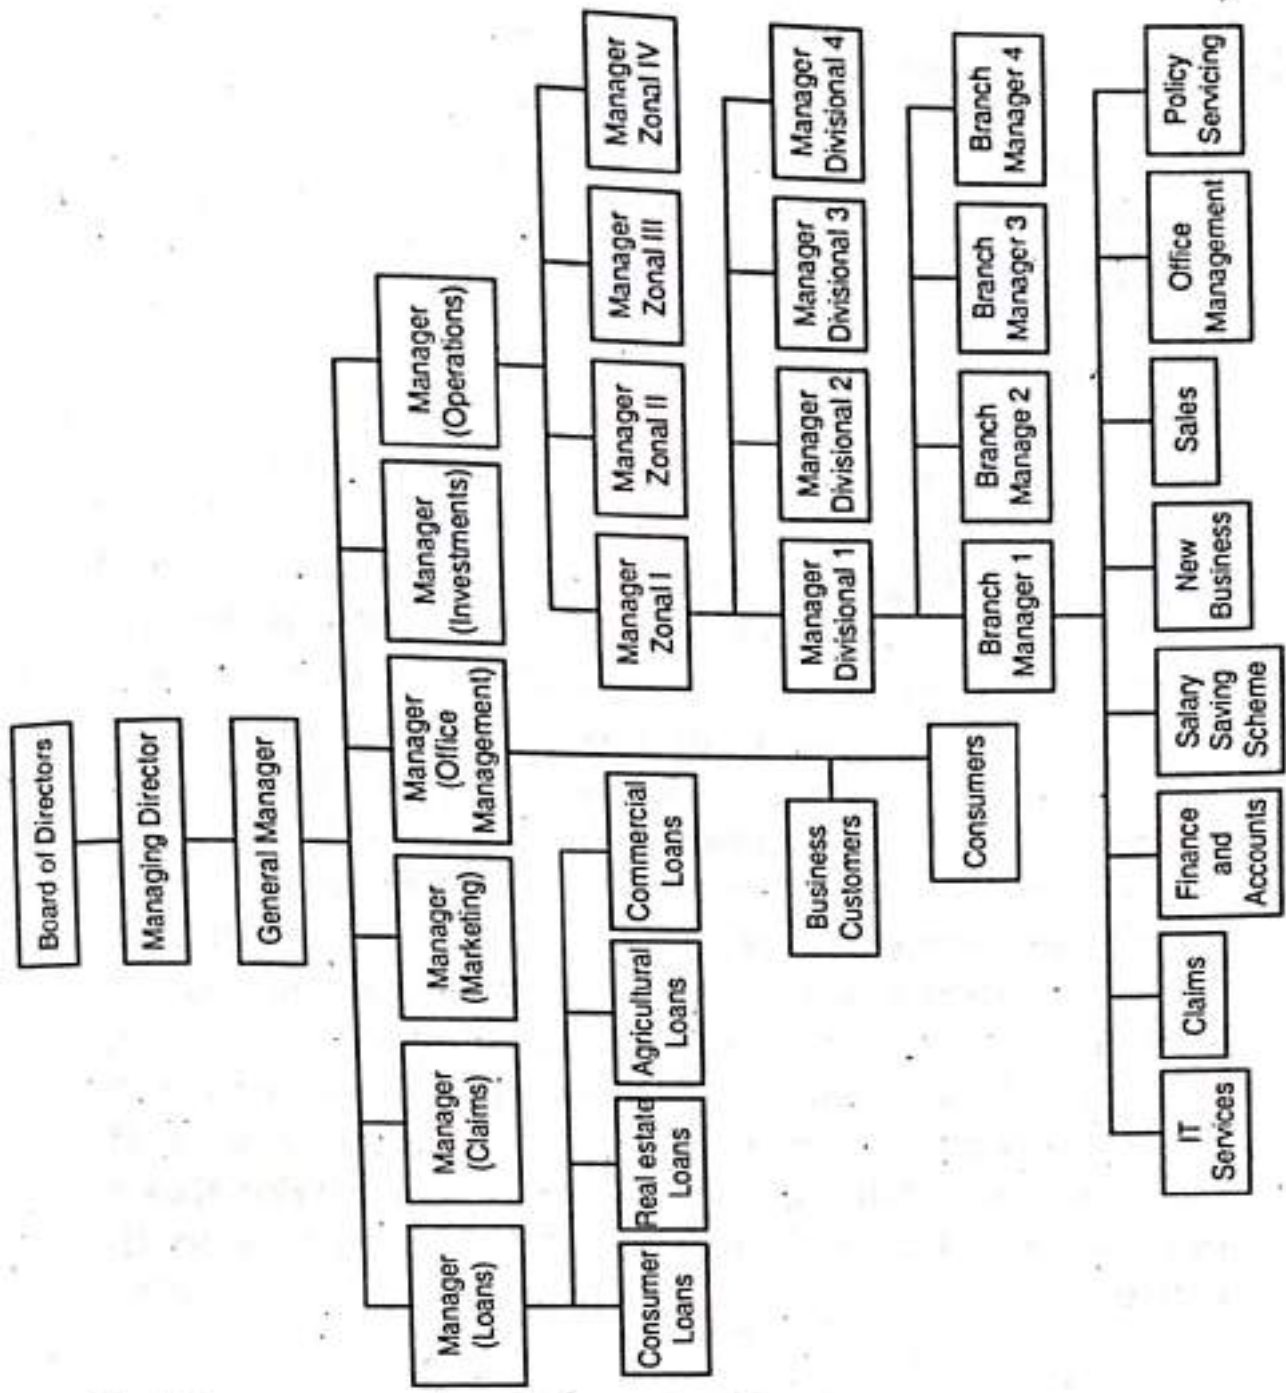 Board of Directors
Managing Director
General Manager
Manager
(Loans)
Manager
(Claims)
Manager
(Marketing)
Manager
(Office
Management)
Manager
(Investments)
Manager
(Operations)
Consumer
Loans
Real estate
Loans
Agricultural
Loans
Commercial
Loans
Business
Customers
Consumers
Manager
Zonal I
Manager
Zonal II
Manager
Zonal III
Manager
Zonal IV
Manager
Divisional 1
Manager
Divisional 2
Manager
Divisional 3
Manager
Divisional 4
Branch
Manager 1
Branch
Manage 2
Branch
Manager 3
Branch
Manager 4
IT
Services
Claims
Finance
and
Accounts
Salary
Saving
Scheme
New
Business
Sales
Office
Management
Policy
Servicing